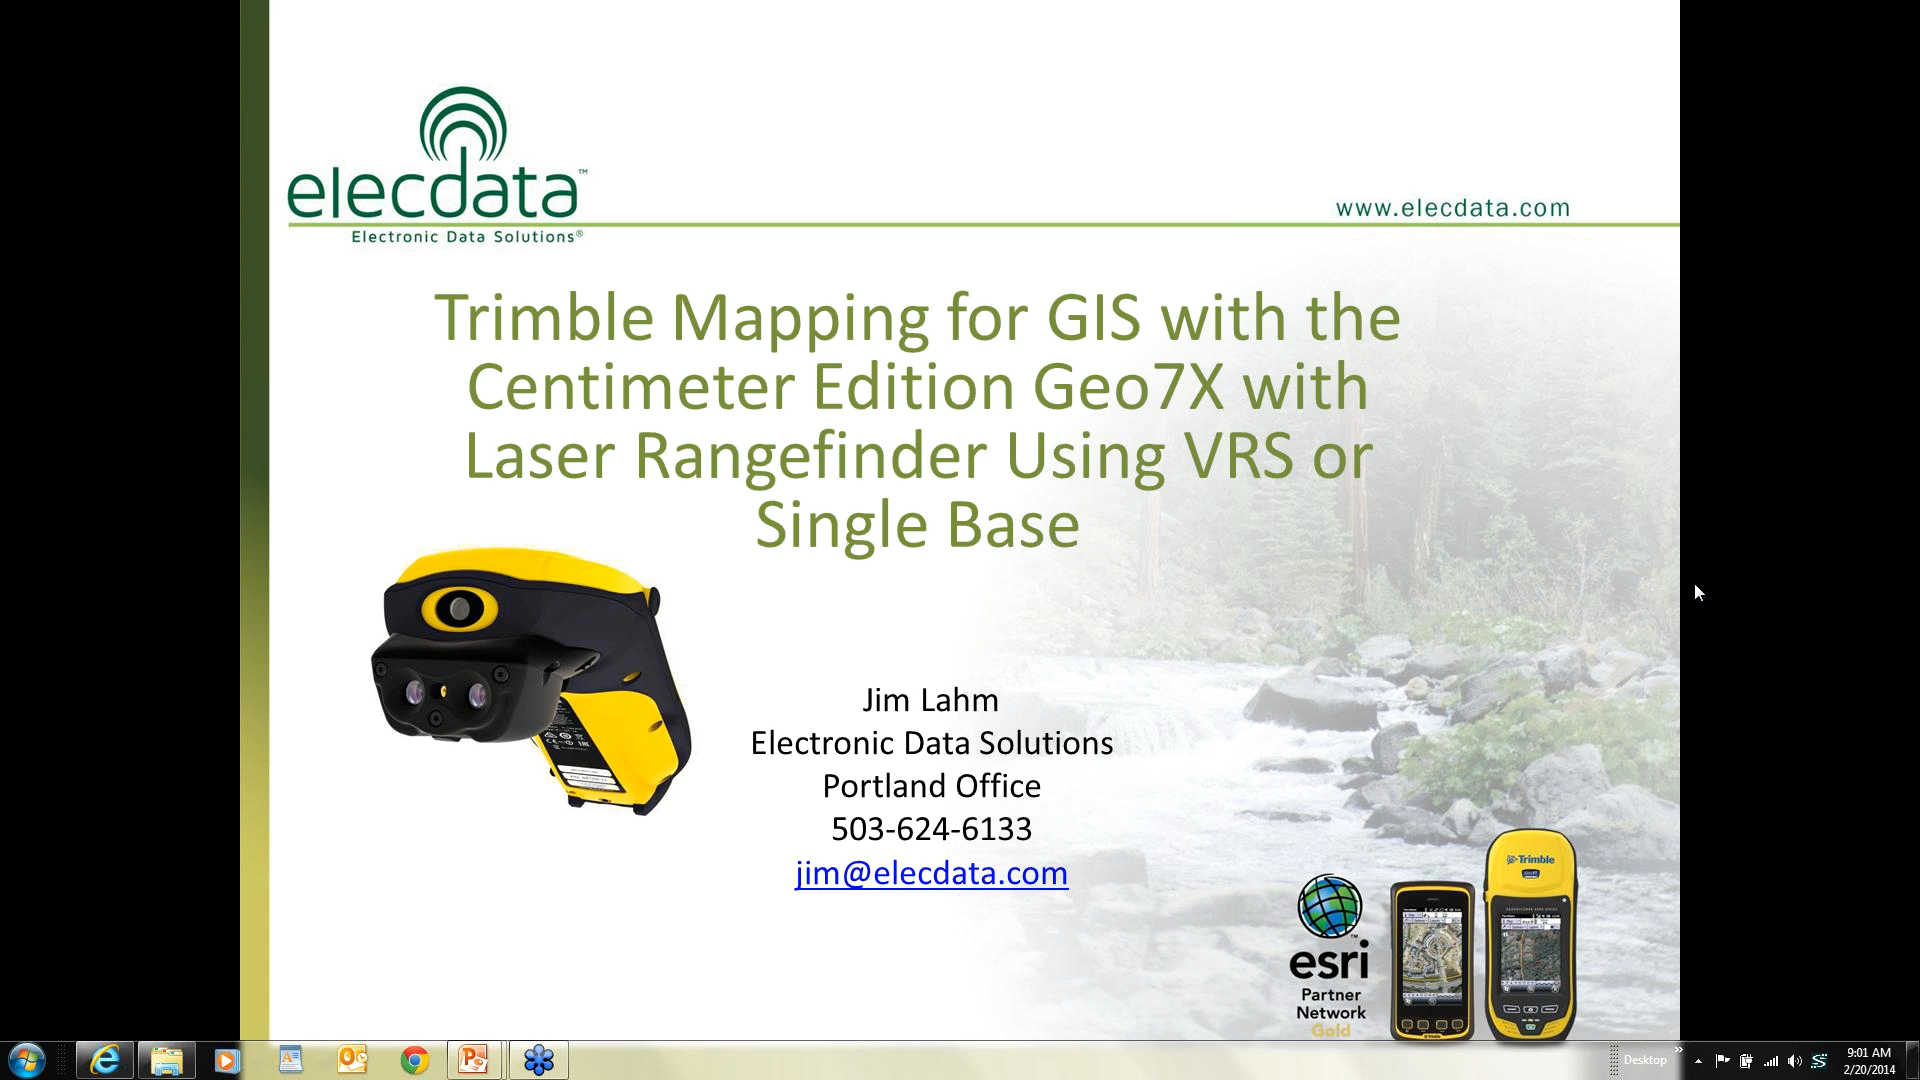 elecdata™
Electronic Data Solutions®
www.elecdata.com
Trimble Mapping for GIS with the
Centimeter Edition Geo7X with
Laser Rangefinder Using VRS or
Single Base
Jim Lahm
Electronic Data Solutions
Portland Office
503-624-6133
jim@elecdata.com
Trimble
esri™
Partner
Network
Gold
Desktop
9:01 AM
2/20/2014